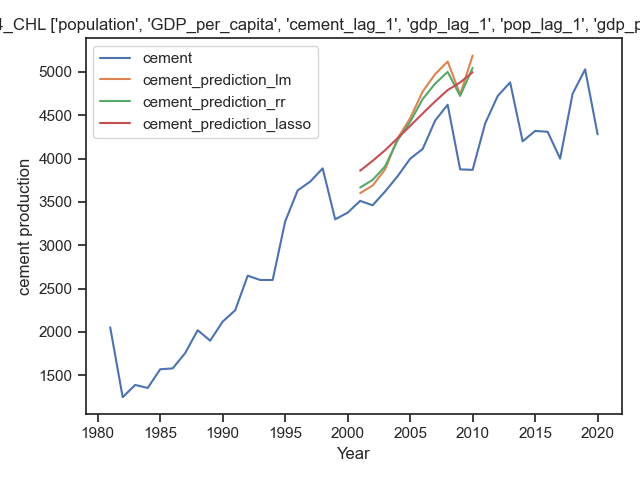 4_CHL ['population', 'GDP_per_capita', 'cement_lag_1', 'gdp_lag_1', 'pop_lag_1', 'gdp_p
cement
cement_prediction_lm
cement_prediction_rr
cement_prediction_lasso
cement production
5000
4500
4000
3500
3000
2500
2000
1500
1980 1985 1990 1995 2000 2005 2010 2015 2020
Year